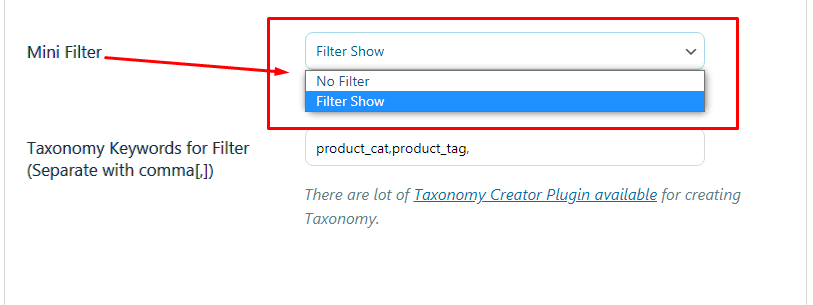 Mini Filter
Filter Show
No Filter
Filter Show
Taxonomy Keywords for Filter
(Separate with comma[,])
product_cat,product_tag,
There are lot of Taxonomy Creator Plugin available for creating
Taxonomy.